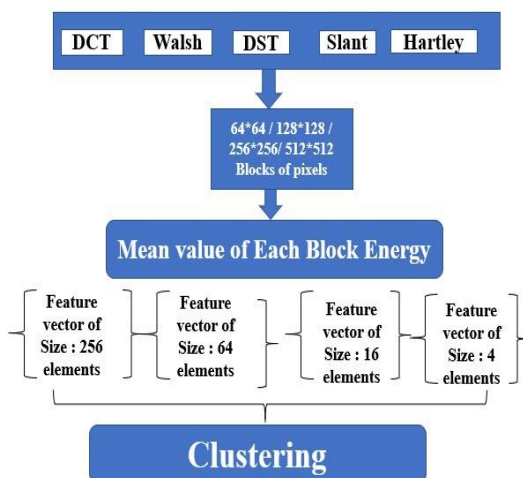 DCT Walsh DST Slant Hartley
64*64 / 128*128 /
256*256/ 512*512
Blocks of pixels
Mean value of Each Block Energy
Feature
vector of
Size : 256
elements
Feature
vector of
Size : 64
elements
Feature
vector of
Size : 16
elements
Feature
vector of
Size : 4
elements
Clustering